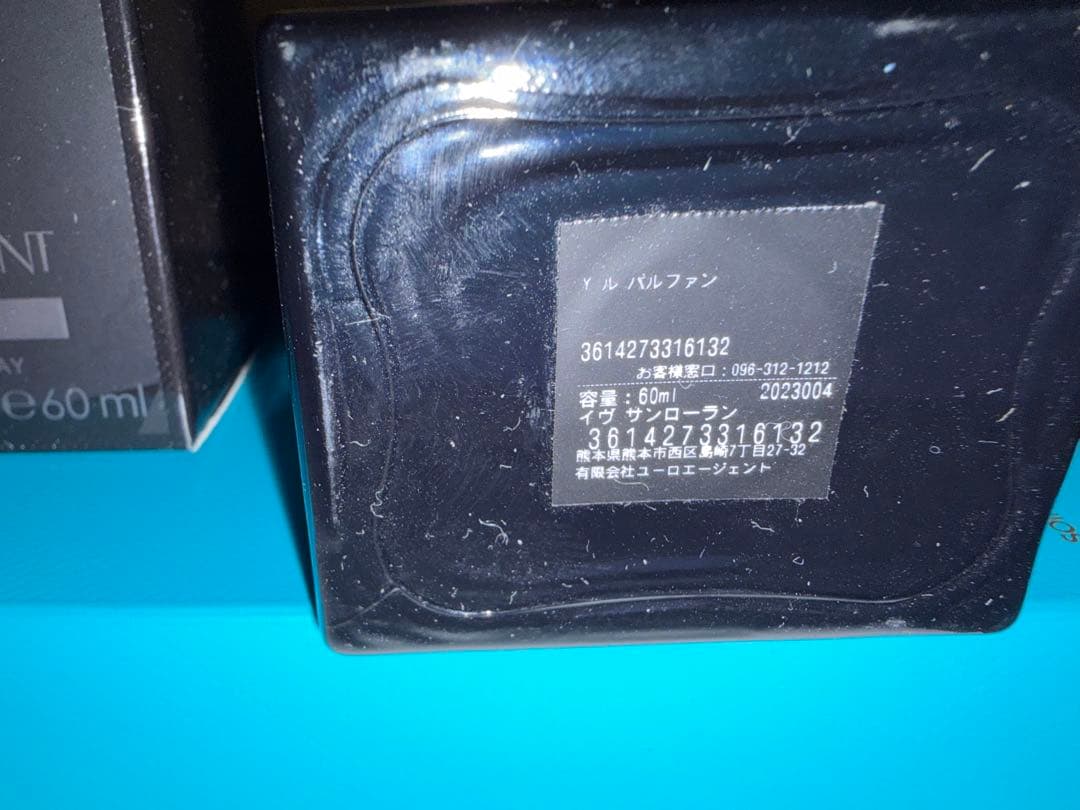 NT
AY
e60 ml
Y ル パルファン
3614273316132
お客様窓口：096-312-1212
容量：60ml 2023004
イヴ サンローラン
3614273316132
熊本県熊本市西区島崎7丁目27-32
有限会社ユーロエージェント